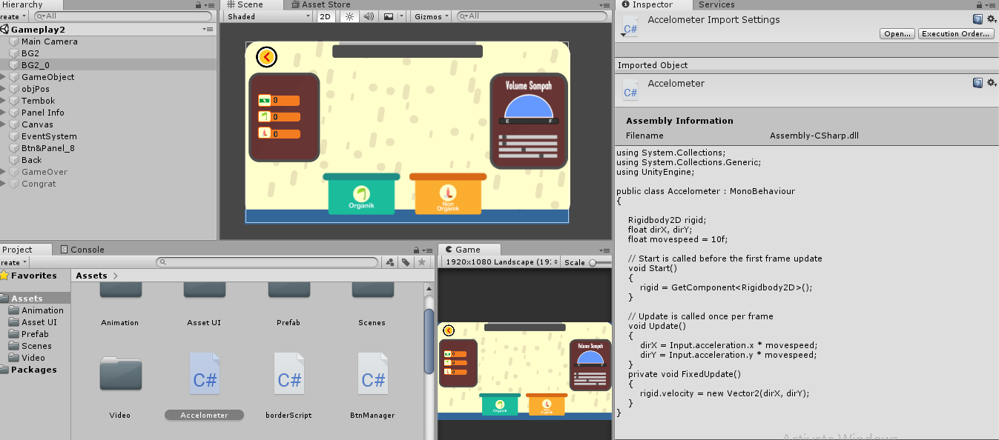 Hierarchy
reate
All
Gameplay2
Main Camera
BG2
BG2_0
GameObject
objPos
Tembok
Panel Info
Canvas
EventSystem
Btn&Panel_8
Back
GameOver
Congrat
Scene
Asset Store
Shaded
2D
Gizmos
All
Volume Sampah
E F
0
0
0
Organik
Non
Organik
Project
Console
reate
Favorites
Assets
Animation
Asset UI
Prefab
Scenes
Video
Packages
Assets
Animation
Asset UI
Prefab
Scenes
C#
C#
C#
Video
Accelometer
borderScript
BtnManager
Game
1920x1080 Landscape (19:
Scale
Volume Sampah
0
0
0
Organik
Non
Organik
Inspector
Services
C#
Accelometer Import Settings
Open...
Execution Order...
Imported Object
C#
Accelometer
Assembly Information
Filename Assembly-CSharp.dll
using System.Collections;
using System.Collections.Generic;
using UnityEngine;
public class Accelometer : MonoBehaviour
{
Rigidbody2D rigid;
float dirX, dirY;
float movespeed = 10f;
// Start is called before the first frame update
void Start()
{
rigid = GetComponent<Rigidbody2D>();
}
// Update is called once per frame
void Update()
{
dirX = Input.acceleration.x * movespeed;
dirY = Input.acceleration.y * movespeed;
}
private void FixedUpdate()
{
rigid.velocity = new Vector2(dirX, dirY);
}
}
Activate Windows